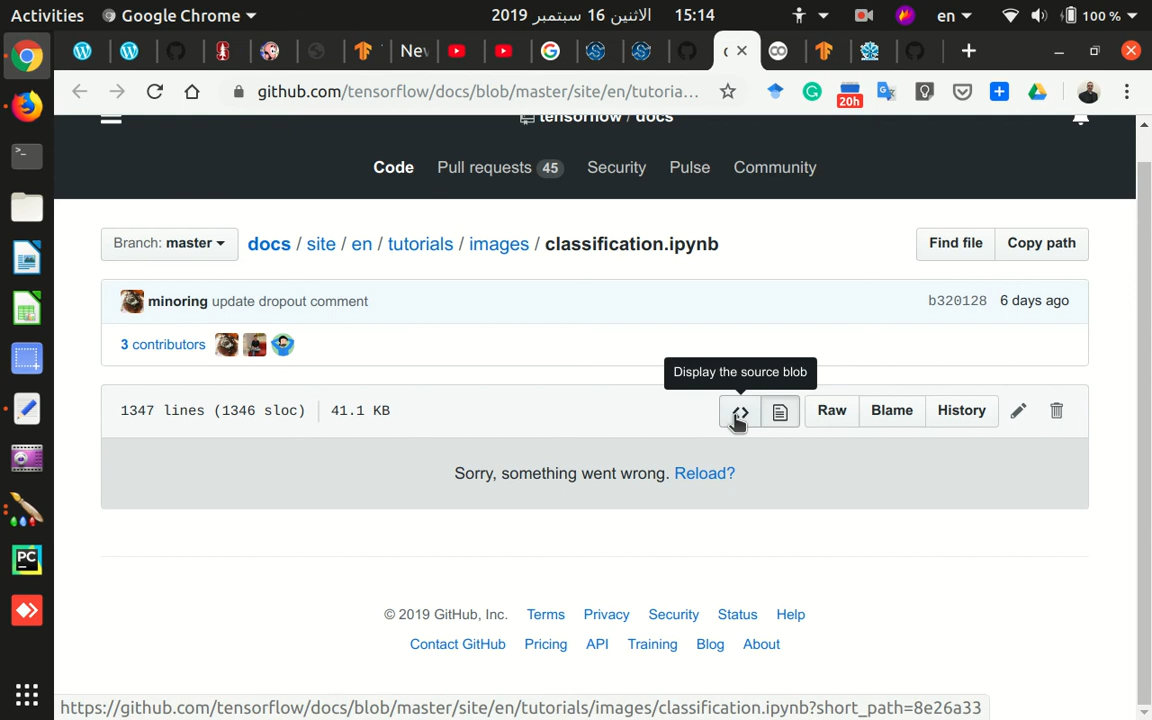 Activities Google Chrome 2019 الاثنين 16 سبتمبر 15:14 en 100 %
Nev
github.com/tensorflow/docs/blob/master/site/en/tutoria... 20h
tensorflow / docs
Code Pull requests 45 Security Pulse Community
Branch: master docs / site / en / tutorials / images / classification.ipynb Find file Copy path
minoring update dropout comment b320128 6 days ago
3 contributors
Display the source blob
1347 lines (1346 sloc) 41.1 KB <> Raw Blame History
Sorry, something went wrong. Reload?
PC
© 2019 GitHub, Inc. Terms Privacy Security Status Help
Contact GitHub Pricing API Training Blog About
https://github.com/tensorflow/docs/blob/master/site/en/tutorials/images/classification.ipynb?short_path=8e26a33